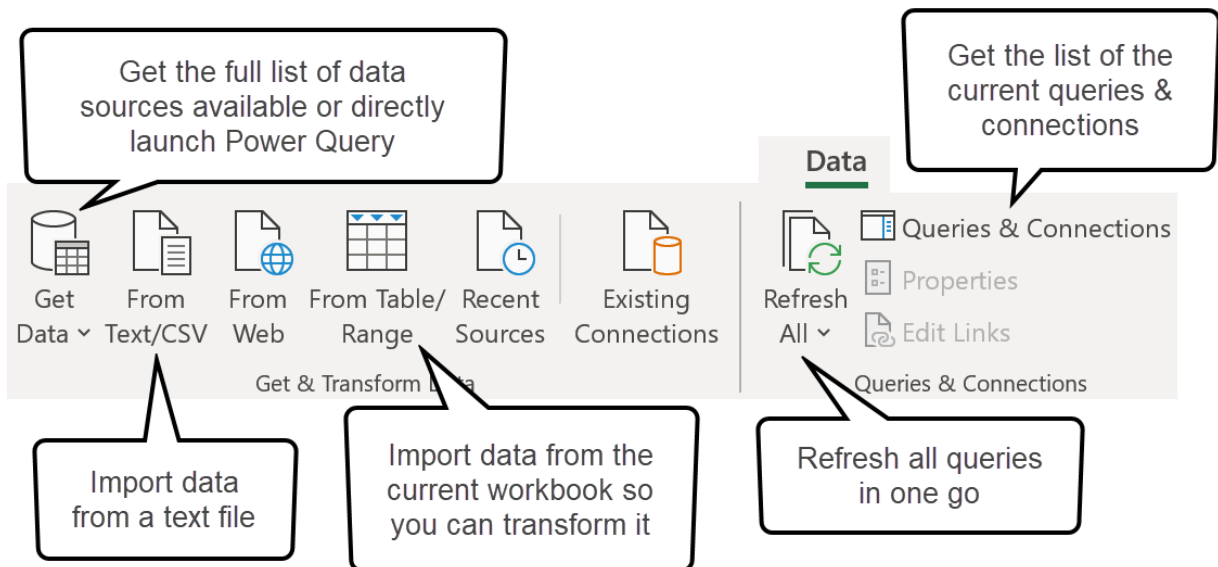 Get the full list of data
sources available or directly
launch Power Query
Get the list of the
current queries &
connections
Data
Get
Data
From
Text/CSV
From
Web
From Table/
Range
Recent
Sources
Existing
Connections
Refresh
All
Queries & Connections
Properties
Edit Links
Get & Transform Data
Queries & Connections
Import data
from a text file
Import data from the
current workbook so
you can transform it
Refresh all queries
in one go